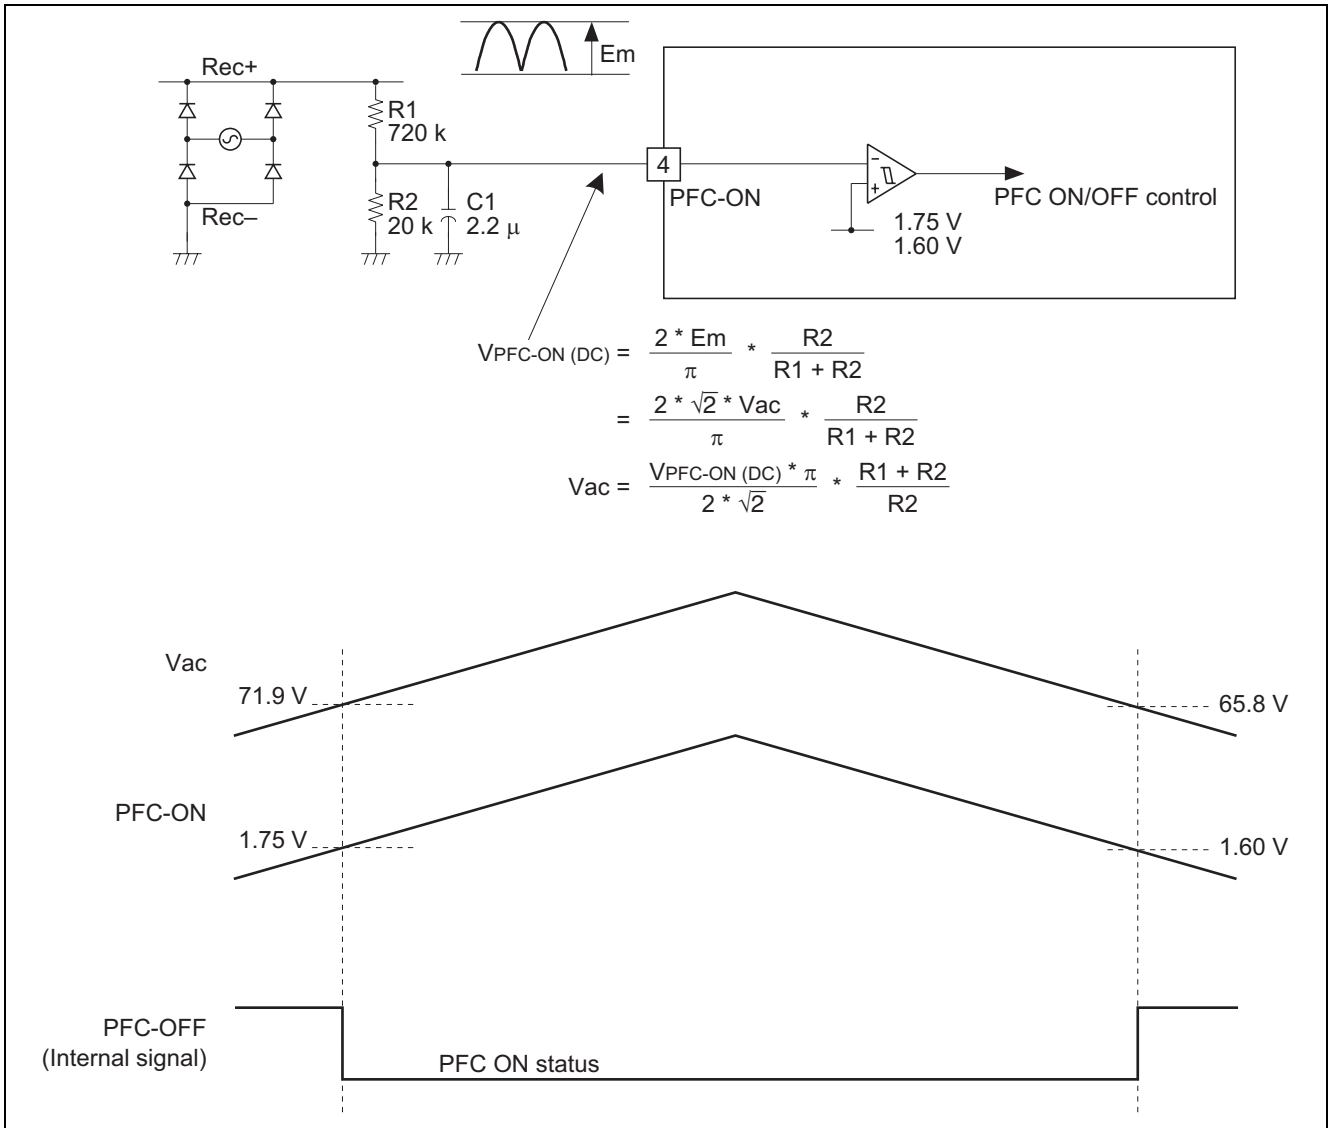 Em
Rec+
R1
720 k
4
PFC-ON
−
+
PFC ON/OFF control
R2
20 k
C1
2.2 μ
Rec–
1.75 V
1.60 V
VPFC-ON (DC) = 2 * Em / π * R2 / R1 + R2
= 2 * √2 * Vac / π * R2 / R1 + R2
Vac = VPFC-ON (DC) * π / 2 * √2 * R1 + R2 / R2
Vac
71.9 V
65.8 V
PFC-ON
1.75 V
1.60 V
PFC-OFF
(Internal signal)
PFC ON status